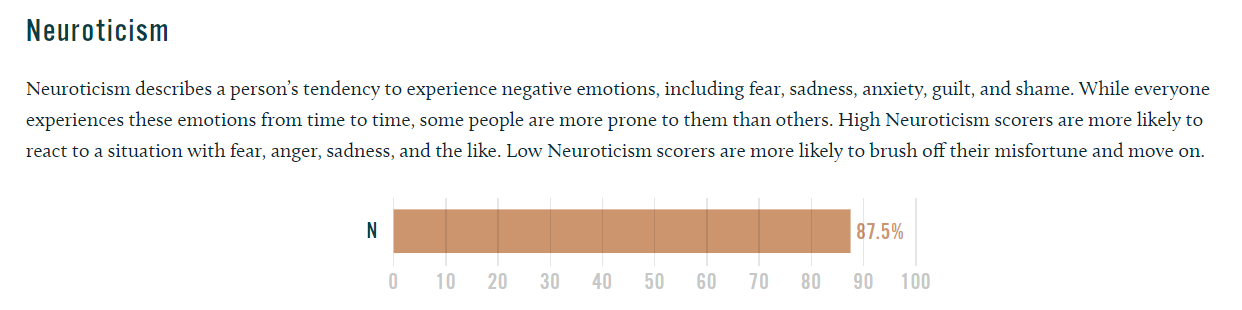 Neuroticism
Neuroticism describes a person’s tendency to experience negative emotions, including fear, sadness, anxiety, guilt, and shame. While everyone
experiences these emotions from time to time, some people are more prone to them than others. High Neuroticism scorers are more likely to
react to a situation with fear, anger, sadness, and the like. Low Neuroticism scorers are more likely to brush off their misfortune and move on.
N 87.5%
0 10 20 30 40 50 60 70 80 90 100